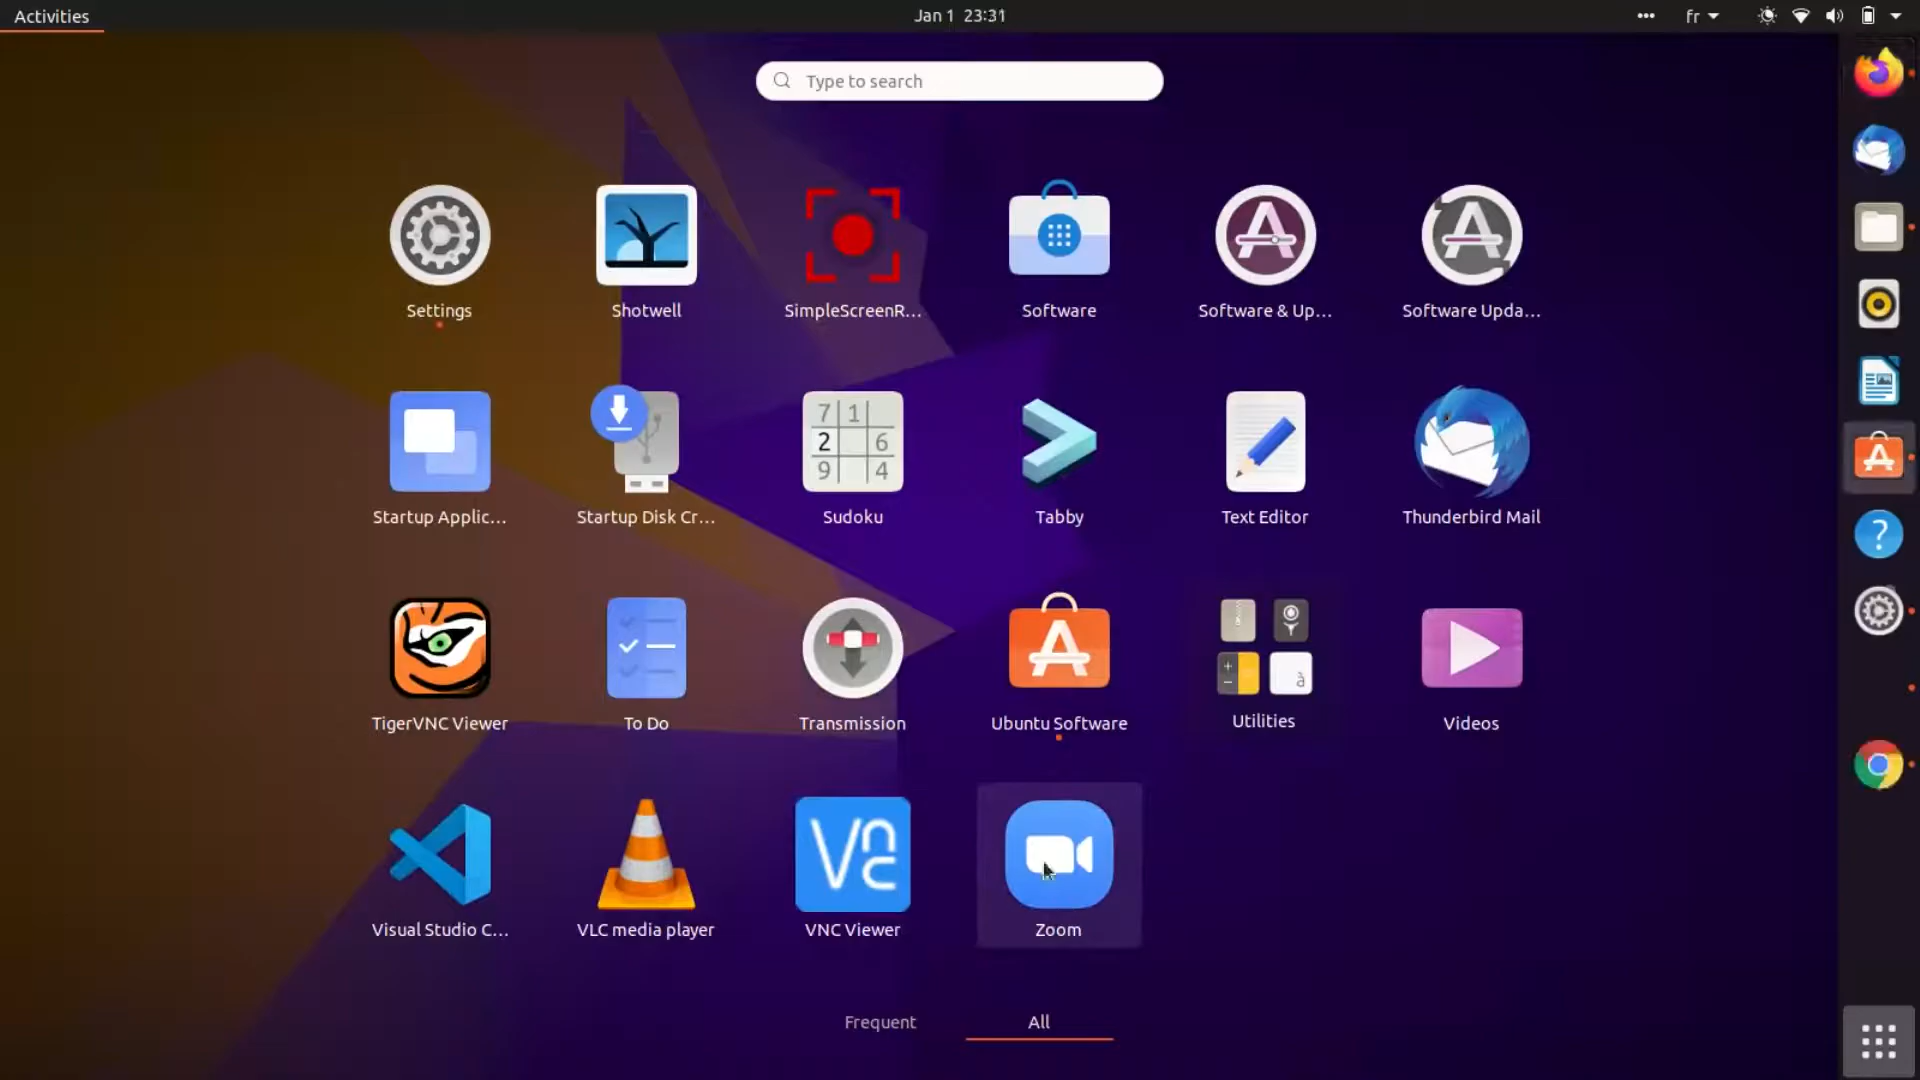 Activities
Jan 1 23:31
fr
Type to search
Settings
Shotwell
SimpleScreenR...
Software
Software & Up...
Software Upda...
Startup Applic...
Startup Disk Cr...
7 1
2 6
9 4
Sudoku
Tabby
Text Editor
Thunderbird Mail
TigerVNC Viewer
To Do
Transmission
Ubuntu Software
Utilities
Videos
Visual Studio C...
VLC media player
Vnc
VNC Viewer
Zoom
Frequent
All